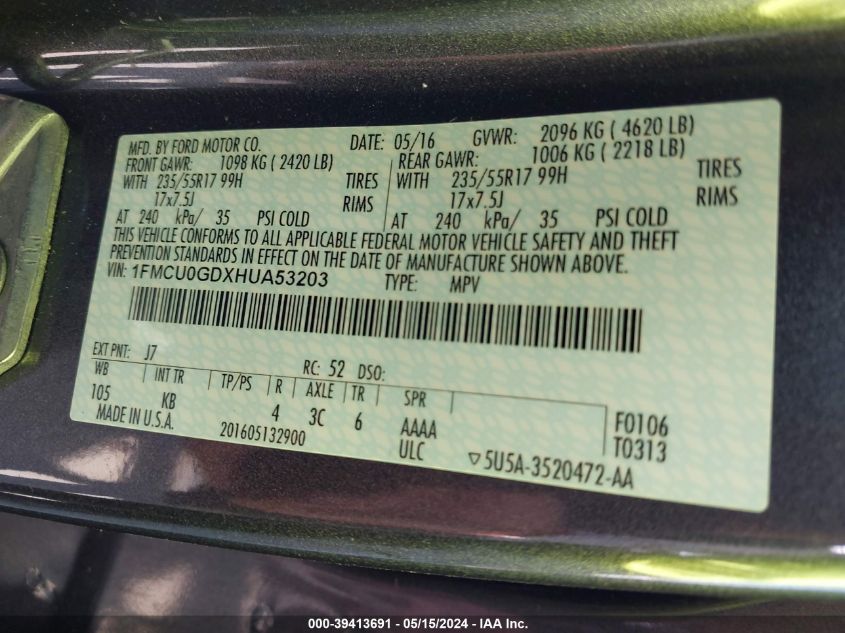 MFD. BY FORD MOTOR CO. DATE: 05/16 GVWR: 2096 KG ( 4620 LB)
FRONT GAWR: 1098 KG ( 2420 LB) REAR GAWR: 1006 KG ( 2218 LB)
WITH 235/55R17 99H TIRES WITH 235/55R17 99H TIRES
17x7.5J RIMS 17x7.5J RIMS
AT 240 kPa/ 35 PSI COLD AT 240 kPa/ 35 PSI COLD
THIS VEHICLE CONFORMS TO ALL APPLICABLE FEDERAL MOTOR VEHICLE SAFETY AND THEFT
PREVENTION STANDARDS IN EFFECT ON THE DATE OF MANUFACTURE SHOWN ABOVE.
VIN: 1FMCU0GDXHUA53203 TYPE: MPV
EXT PNT: J7 RC: 52 DSO:
WB INT TR TP/PS R AXLE TR SPR
105 KB 4 3C 6 AAAA F0106
MADE IN U.S.A. 201605132900 ULC T0313
▽5U5A-3520472-AA
000-39413691 - 05/15/2024 - IAA Inc.